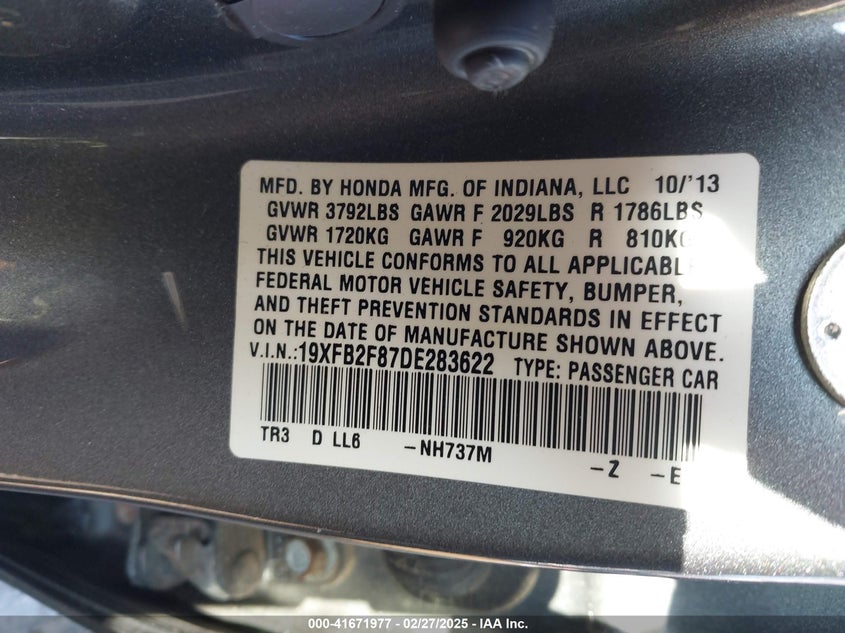 MFD. BY HONDA MFG. OF INDIANA, LLC 10/'13
GVWR 3792LBS GAWR F 2029LBS R 1786LBS
GVWR 1720KG GAWR F 920KG R 810KG
THIS VEHICLE CONFORMS TO ALL APPLICABLE
FEDERAL MOTOR VEHICLE SAFETY, BUMPER,
AND THEFT PREVENTION STANDARDS IN EFFECT
ON THE DATE OF MANUFACTURE SHOWN ABOVE.
V.I.N.:19XFB2F87DE283622 TYPE: PASSENGER CAR
TR3 D LL6 -NH737M -Z -E
000-41671977 - 02/27/2025 - IAA Inc.